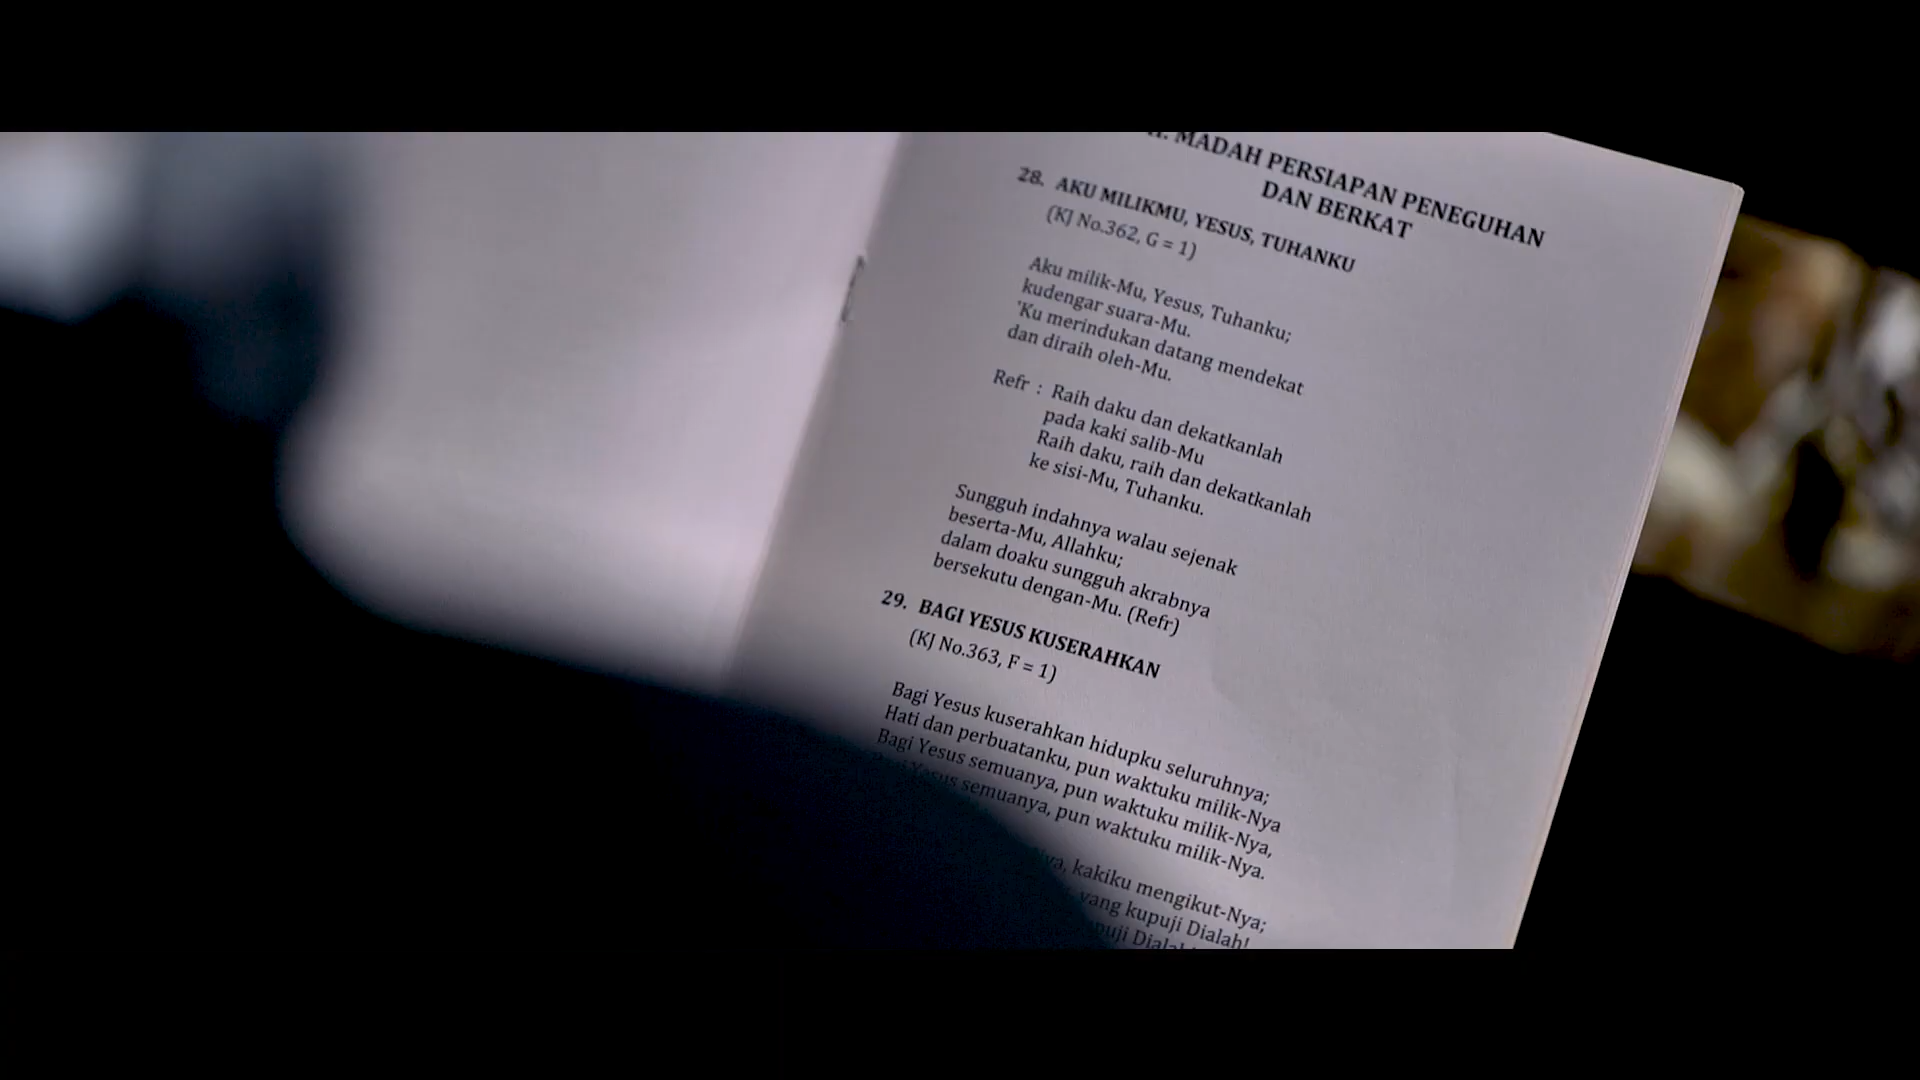 MADAH PERSIAPAN PENEGUHAN
DAN BERKAT
28. AKU MILIKMU, YESUS, TUHANKU
(KJ No.362, G = 1)
Aku milik-Mu, Yesus, Tuhanku;
kudengar suara-Mu.
'Ku merindukan datang mendekat
dan diraih oleh-Mu.
Refr : Raih daku dan dekatkanlah
pada kaki salib-Mu
Raih daku, raih dan dekatkanlah
ke sisi-Mu, Tuhanku.
Sungguh indahnya walau sejenak
beserta-Mu, Allahku;
dalam doaku sungguh akrabnya
bersekutu dengan-Mu. (Refr)
29. BAGI YESUS KUSERAHKAN
(KJ No.363, F = 1)
Bagi Yesus kuserahkan hidupku seluruhnya;
Hati dan perbuatanku, pun waktuku milik-Nya
Bagi Yesus semuanya, pun waktuku milik-Nya,
Yesus semuanya, pun waktuku milik-Nya.
kakiku mengikut-Nya;
yang kupuji Dialah!